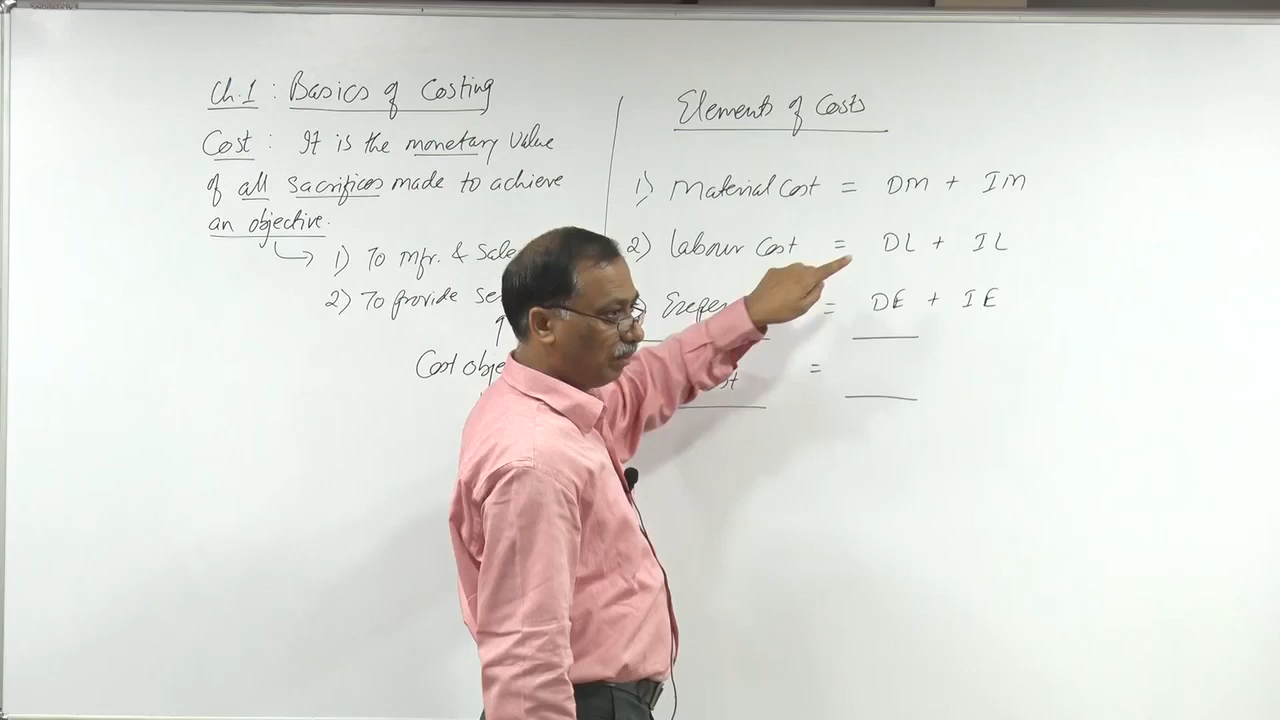 Ch.1 : Basics of Costing
Cost : It is the monetary value
of all sacrifices made to achieve
an objective.
1) To Mfr. & Sale
2) To provide Se
Cost obje
Elements of Costs
1) Material Cost = DM + IM
2) Labour Cost = DL + IL
= DE + IE
=